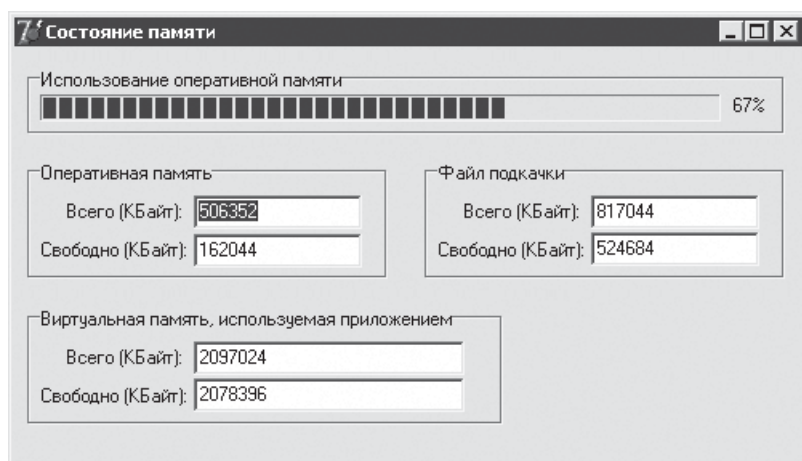 Состояние памяти
Использование оперативной памяти
67%
Оперативная память
Всего (КБайт): 506352
Свободно (КБайт): 162044
Файл подкачки
Всего (КБайт): 817044
Свободно (КБайт): 524684
Виртуальная память, используемая приложением
Всего (КБайт): 2097024
Свободно (КБайт): 2078396